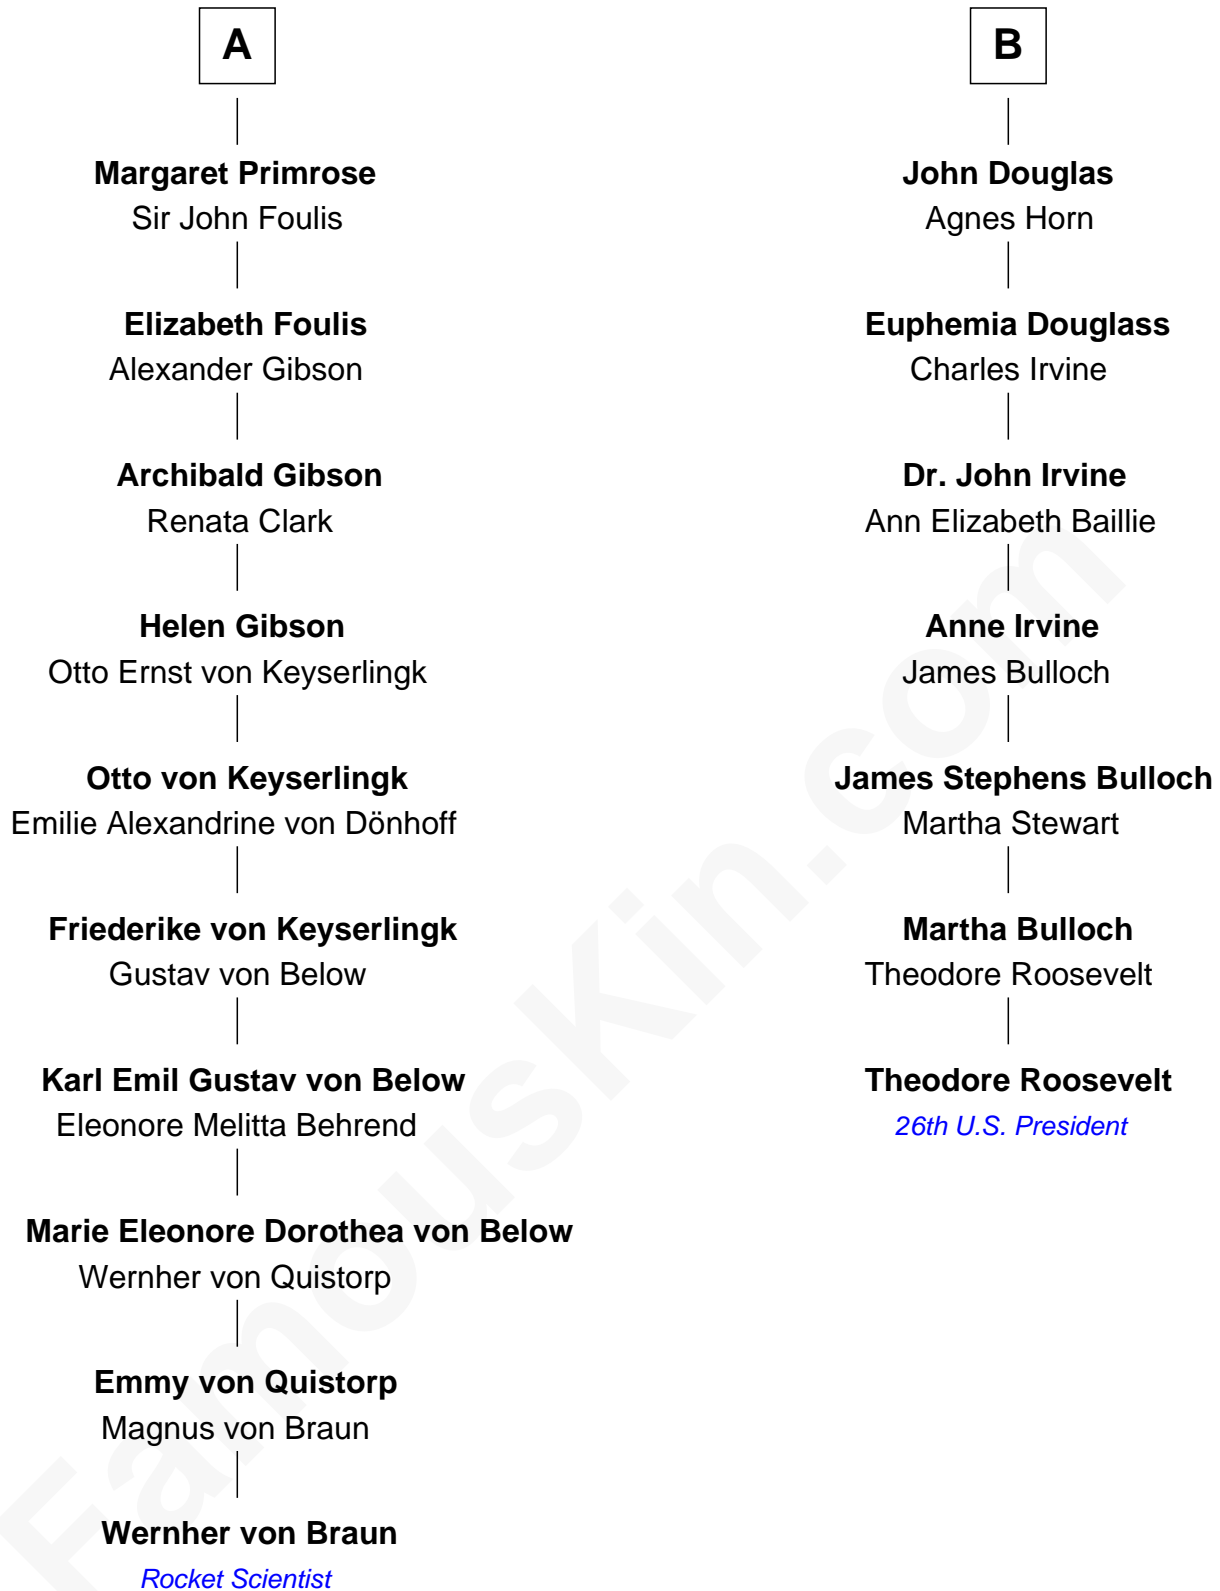 A
Margaret Primrose
Sir John Foulis
Elizabeth Foulis
Alexander Gibson
Archibald Gibson
Renata Clark
Helen Gibson
Otto Ernst von Keyserlingk
Otto von Keyserlingk
Emilie Alexandrine von Dönhoff
Friederike von Keyserlingk
Gustav von Below
Karl Emil Gustav von Below
Eleonore Melitta Behrend
Marie Eleonore Dorothea von Below
Wernher von Quistorp
Emmy von Quistorp
Magnus von Braun
Wernher von Braun
Rocket Scientist
B
John Douglas
Agnes Horn
Euphemia Douglass
Charles Irvine
Dr. John Irvine
Ann Elizabeth Baillie
Anne Irvine
James Bulloch
James Stephens Bulloch
Martha Stewart
Martha Bulloch
Theodore Roosevelt
Theodore Roosevelt
26th U.S. President
FamousKin.com